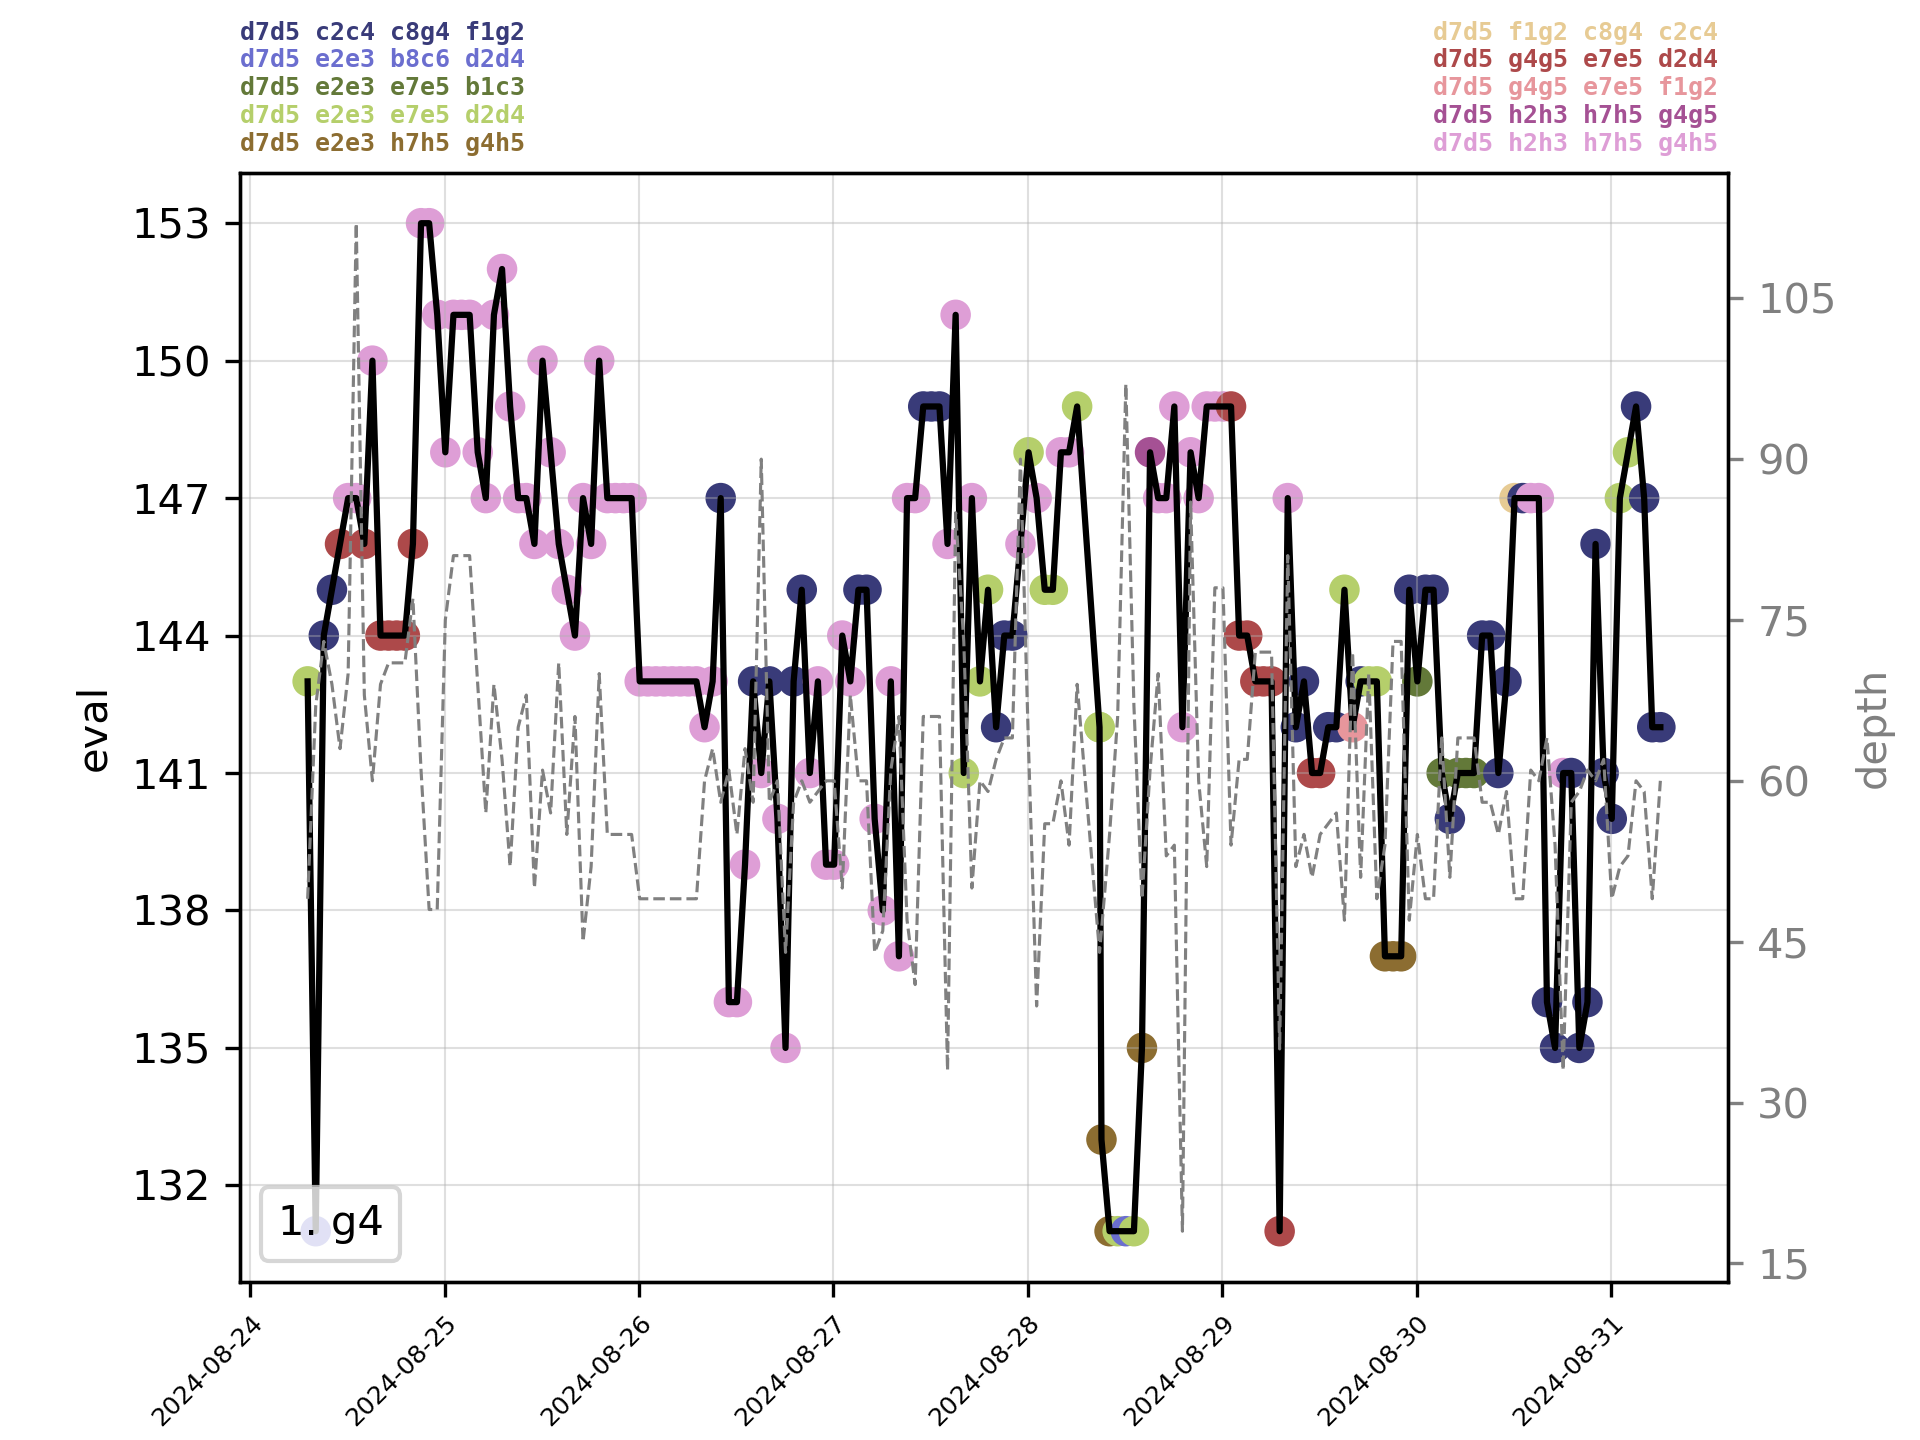 d7d5 c2c4 c8g4 f1g2
d7d5 e2e3 b8c6 d2d4
d7d5 e2e3 e7e5 b1c3
d7d5 e2e3 e7e5 d2d4
d7d5 e2e3 h7h5 g4h5
d7d5 f1g2 c8g4 c2c4
d7d5 g4g5 e7e5 d2d4
d7d5 g4g5 e7e5 f1g2
d7d5 h2h3 h7h5 g4g5
d7d5 h2h3 h7h5 g4h5
153
150
147
144
141
138
135
132
eval
105
90
75
60
45
30
15
depth
1. g4
2024-08-24
2024-08-25
2024-08-26
2024-08-27
2024-08-28
2024-08-29
2024-08-30
2024-08-31